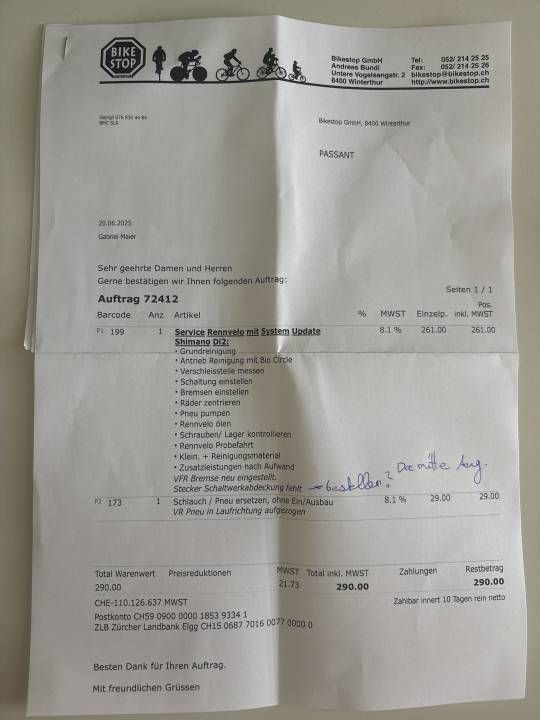 BIKE
STOP
WINTERTHUR
Bikestop GmbH Tel: 052/ 214 25 25
Andreas Bundi Fax: 052/ 214 25 26
Untere Vogelsangstr. 2 bikestop@bikestop.ch
8400 Winterthur http://www.bikestop.ch
BMC SLR
Bikestop GmbH, 8400 Winterthur
PASSANT
20.06.2025
Gabriel Maier
Sehr geehrte Damen und Herren
Gerne bestätigen wir Ihnen folgenden Auftrag:
Seiten 1 / 1
Auftrag 72412
Pos.
Barcode Anz Artikel % MWST Einzelp. inkl. MWST
P1 199 1 Service Rennvelo mit System Update 8.1 % 261.00 261.00
Shimano Di2:
• Grundreinigung
• Antrieb Reinigung mit Bio Circle
• Verschleissteile messen
• Schaltung einstellen
• Bremsen einstellen
• Räder zentrieren
• Pneu pumpen
• Rennvelo ölen
• Schrauben/ Lager kontrollieren
• Rennvelo Probefahrt
• Klein. + Reinigungsmaterial
• Zusatzleistungen nach Aufwand
VFR Bremse neu eingestellt.
Stecker Schaltwerkabdeckung fehlt → bestellen?
P2 173 1 Schlauch / Pneu ersetzen, ohne Ein/Ausbau 8.1 % 29.00 29.00
VR Pneu in Laufrichtung aufgezogen
Total Warenwert Preisreduktionen MWST Total inkl. MWST Zahlungen Restbetrag
290.00 21.73 290.00 290.00
CHE-110.126.637 MWST Zahlbar innert 10 Tagen rein netto
Postkonto CH59 0900 0000 1853 9334 1
ZLB Zürcher Landbank Elgg CH15 0687 7016 0077 0000 0
Besten Dank für Ihren Auftrag.
Mit freundlichen Grüssen